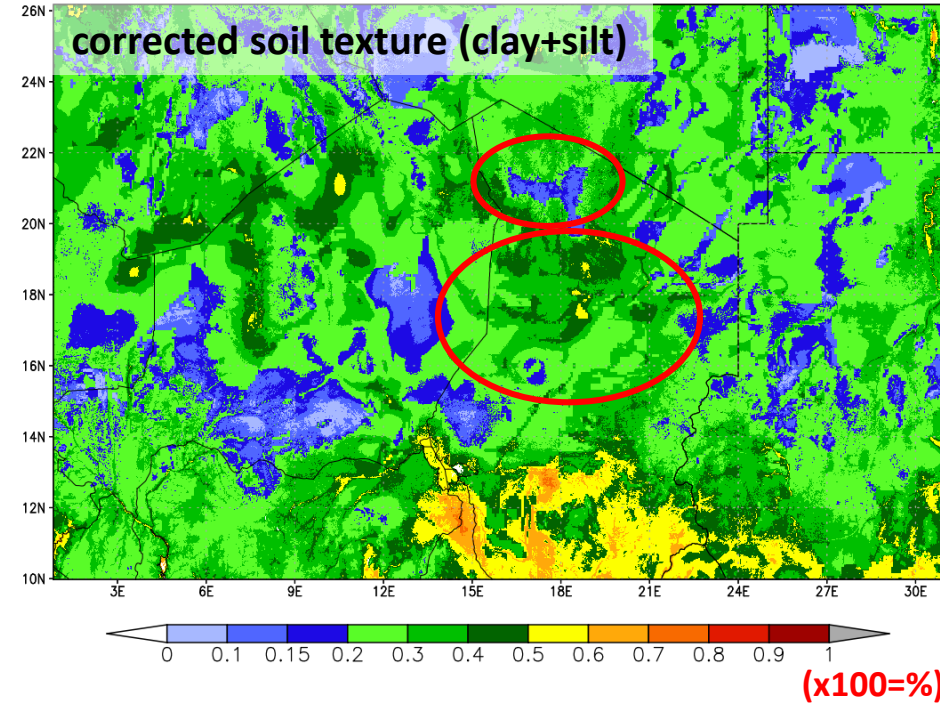 26N
corrected soil texture (clay+silt)
24N
22N
20N
18N
16N
14N
12N
10N
3E 6E 9E 12E 15E 18E 21E 24E 27E 30E
0 0.1 0.15 0.2 0.3 0.4 0.5 0.6 0.7 0.8 0.9 1
(x100=%)